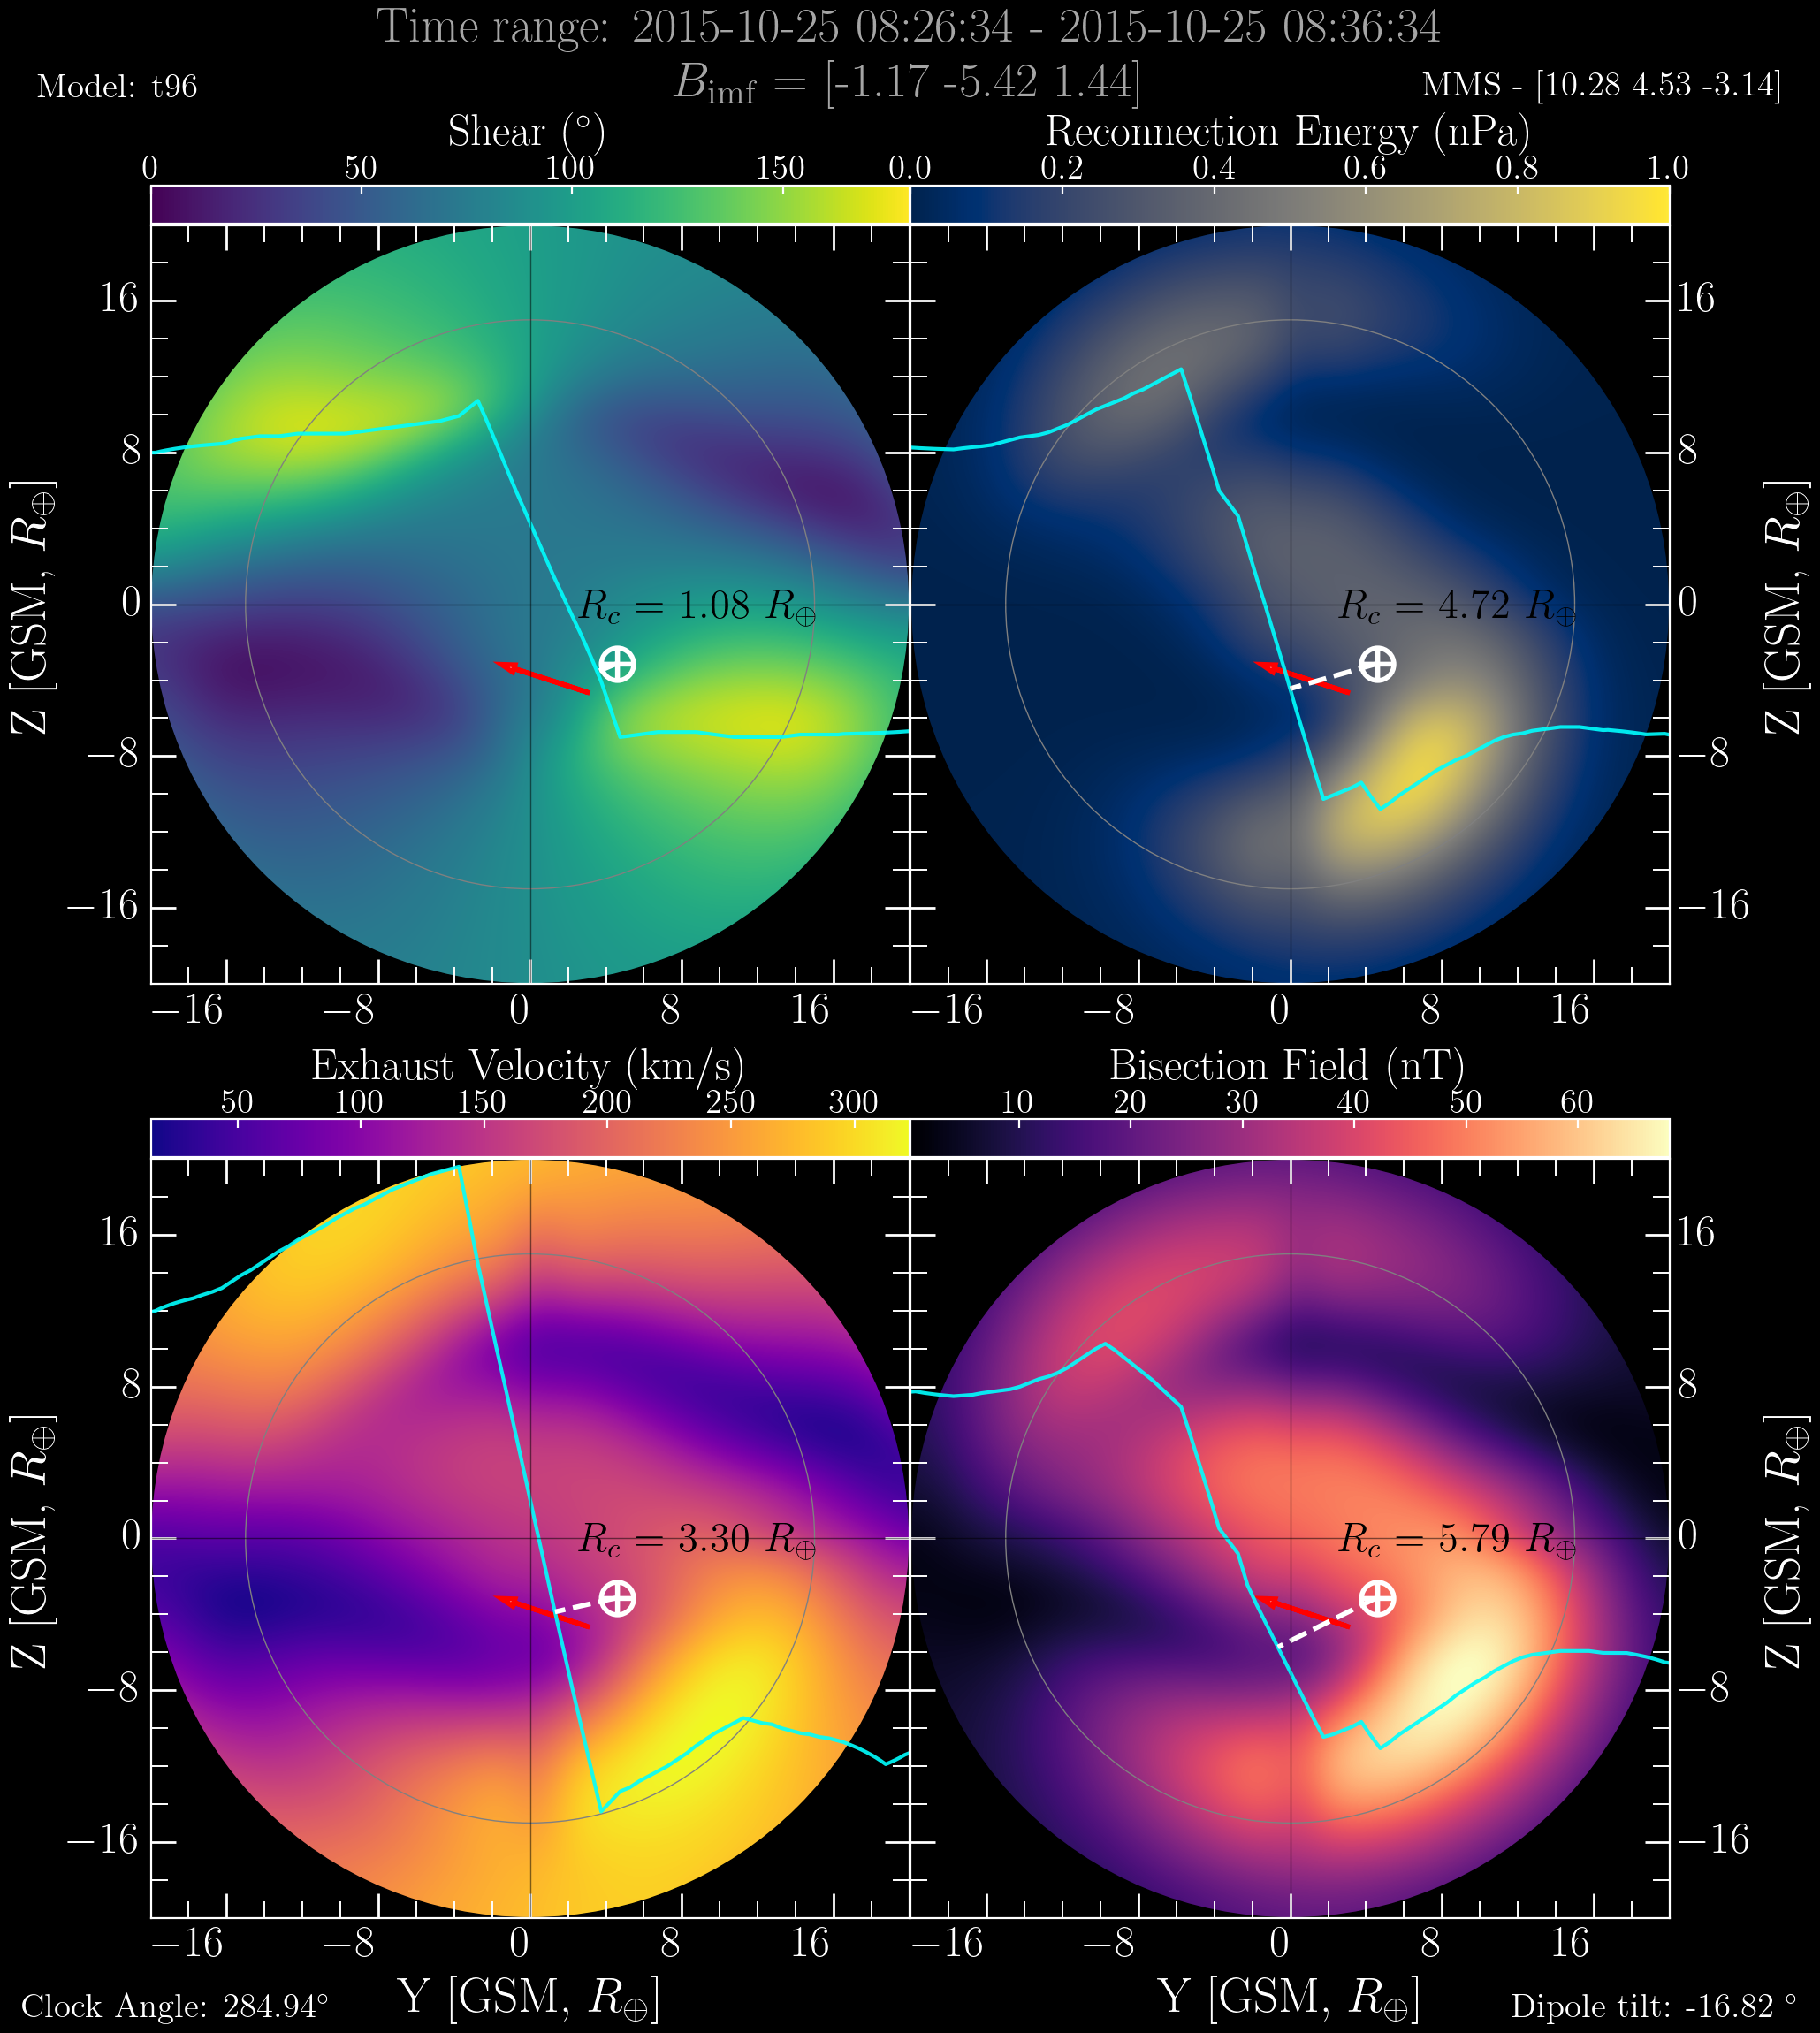 Time range: 2015-10-25 08:26:34 - 2015-10-25 08:36:34
Model: t96
B_imf = [-1.17 -5.42 1.44]
MMS - [10.28 4.53 -3.14]
Shear (°)
0 50 100 150
Reconnection Energy (nPa)
0.0 0.2 0.4 0.6 0.8 1.0
Z [GSM, R⊕]
16
8
0
−8
−16
R_c = 1.08 R⊕
−16 −8 0 8 16
R_c = 4.72 R⊕
16
8
0
−8
−16
Z [GSM, R⊕]
−16 −8 0 8 16
Exhaust Velocity (km/s)
50 100 150 200 250 300
Bisection Field (nT)
10 20 30 40 50 60
Z [GSM, R⊕]
16
8
0
−8
−16
R_c = 3.30 R⊕
−16 −8 0 8 16
Y [GSM, R⊕]
R_c = 5.79 R⊕
16
8
0
−8
−16
Z [GSM, R⊕]
−16 −8 0 8 16
Y [GSM, R⊕]
Clock Angle: 284.94°
Dipole tilt: -16.82 °